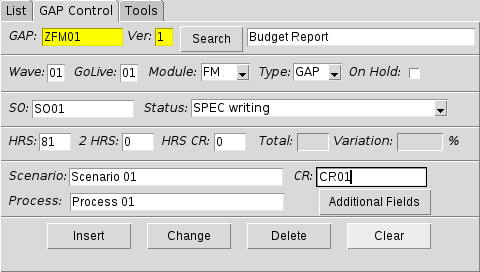 List GAP Control Tools
GAP: ZFM01 Ver: 1 Search Budget Report
Wave: 01 GoLive: 01 Module: FM Type: GAP On Hold:
SO: SO01 Status: SPEC writing
HRS: 81 2 HRS: 0 HRS CR: 0 Total: Variation: %
Scenario: Scenario 01 CR: CR01
Process: Process 01 Additional Fields
Insert Change Delete Clear